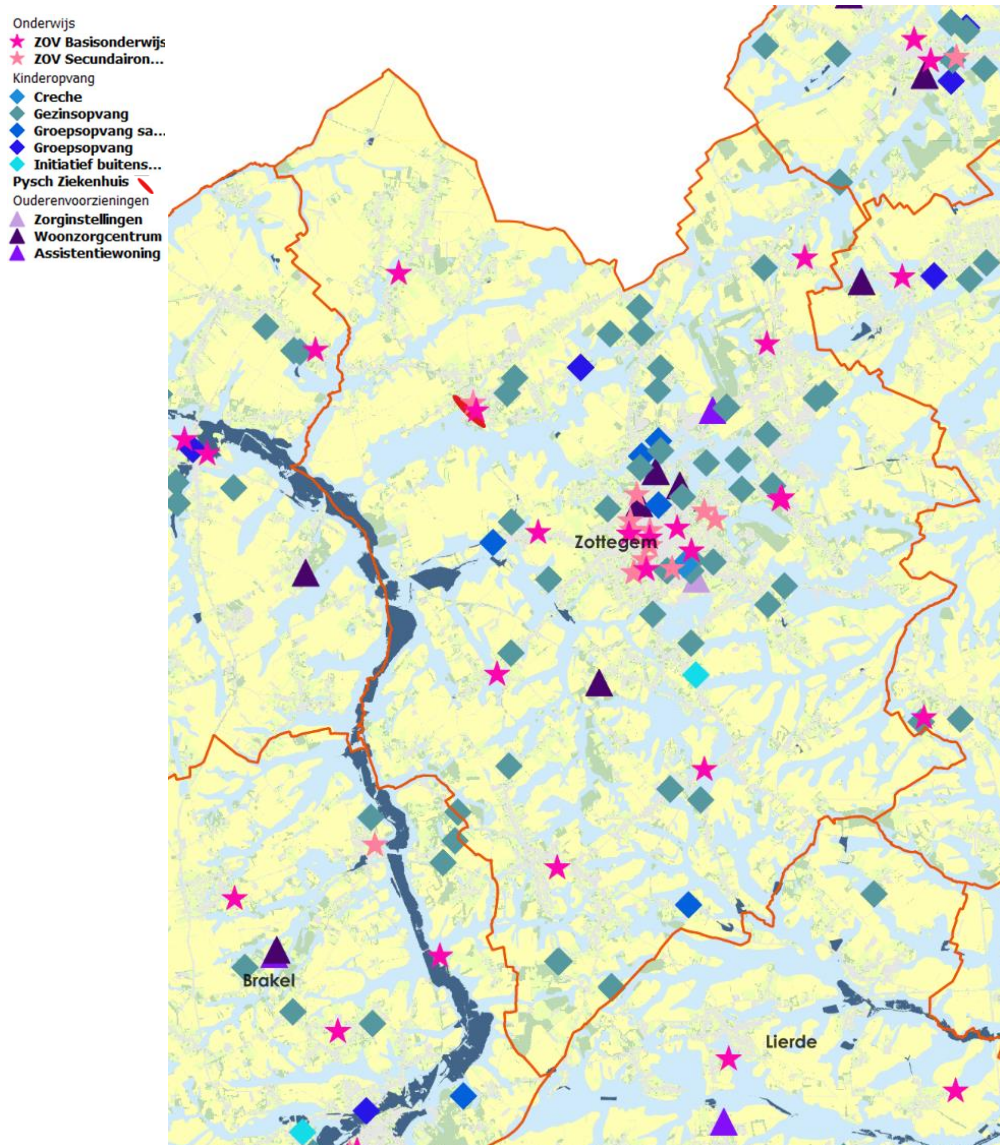 Onderwijs
ZOV Basisonderwijs
ZOV Secundairon...
Kinderopvang
Creche
Gezinsopvang
Groepsopvang sa...
Groepsopvang
Initiatief buitens...
Pysch Ziekenhuis
Ouderenvoorzieningen
Zorginstellingen
Woonzorgcentrum
Assistentiewoning
Zottegem
Brakel
Lierde